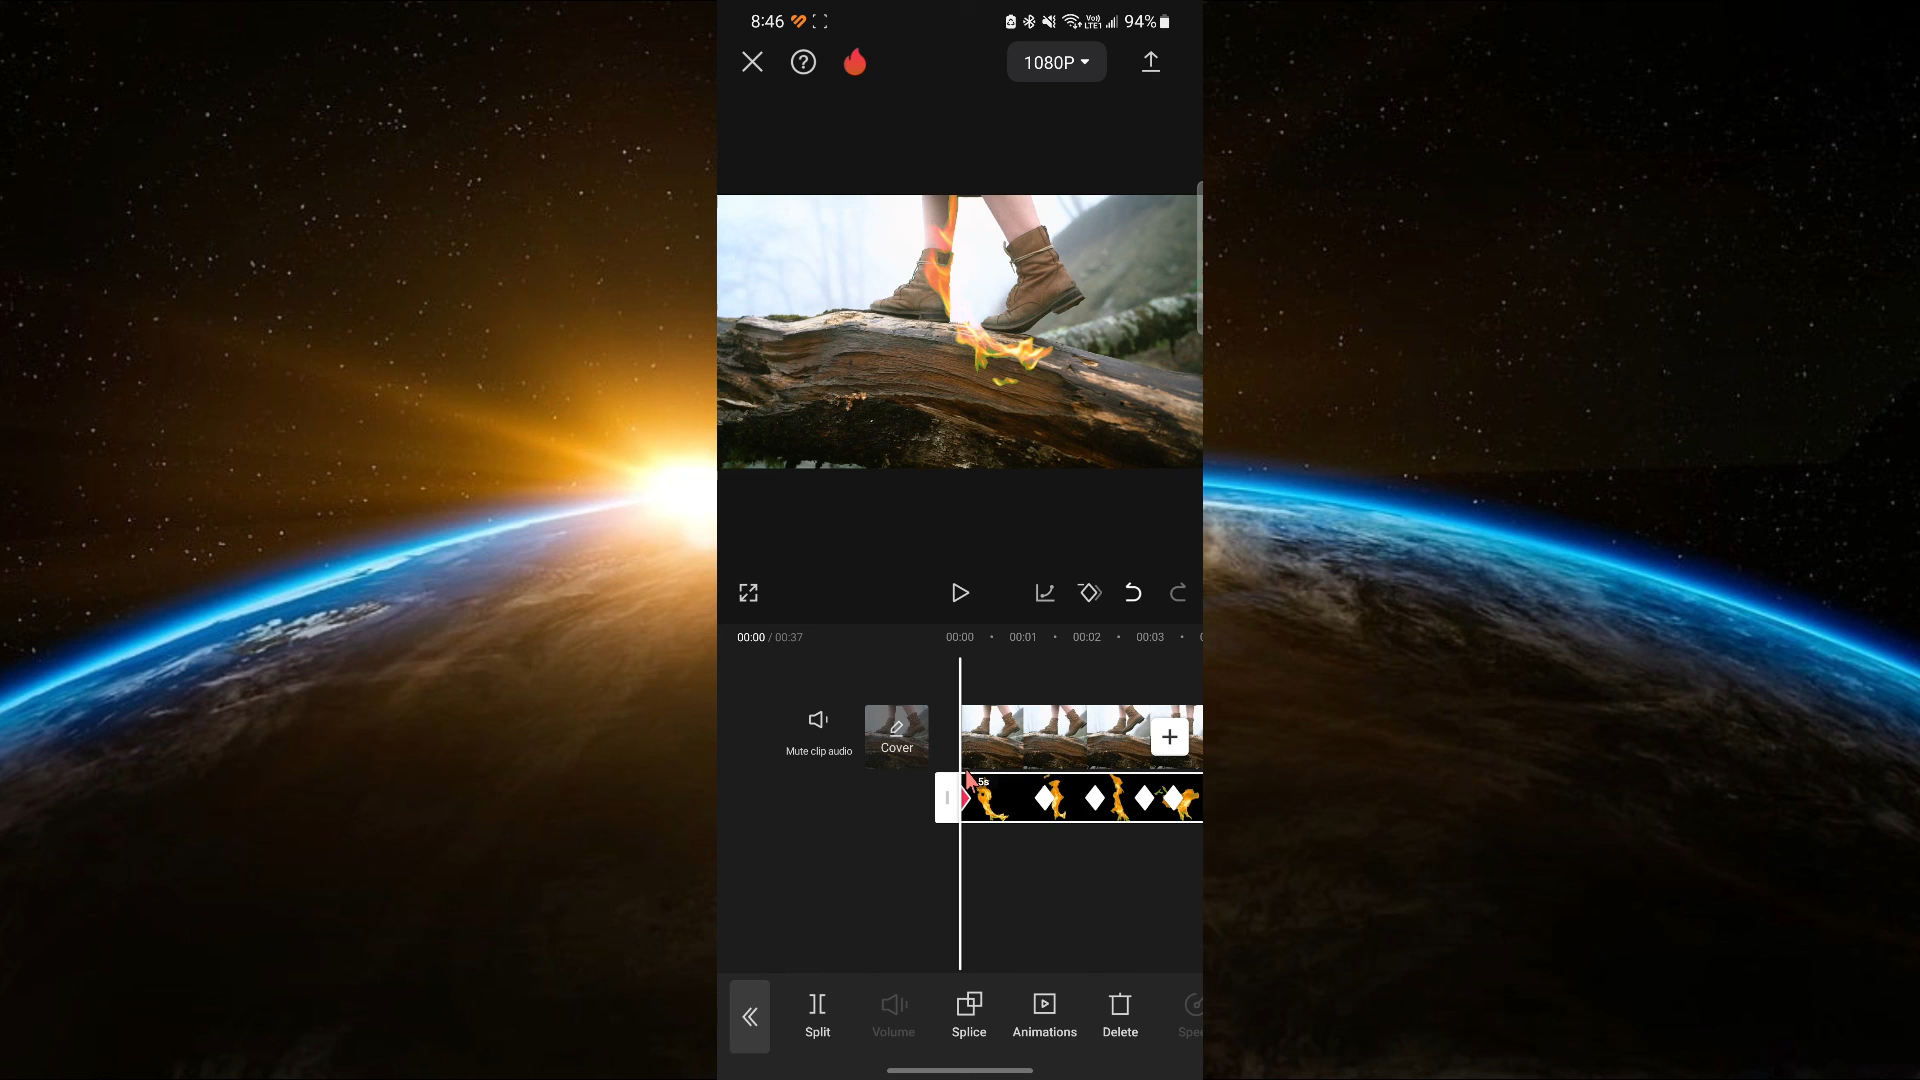 8:46 94%
1080P
00:00 / 00:37 00:00 00:01 00:02 00:03
Mute clip audio
Cover
5s
Split Volume Splice Animations Delete